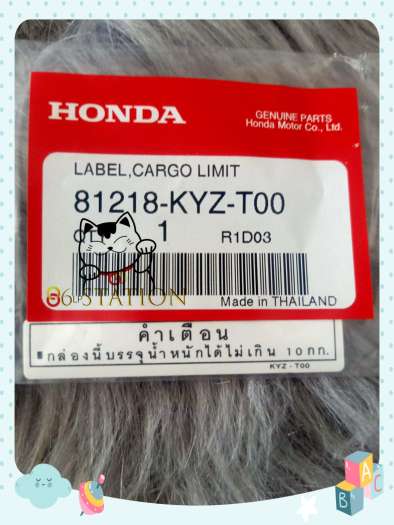 HONDA
GENUINE PARTS
Honda Motor Co., Ltd.
LABEL,CARGO LIMIT
81218-KYZ-T00
1 R1D03
STATION
Made in THAILAND
คำเตือน
กล่องนี้บรรจุน้ำหนักได้ไม่เกิน 10 กก.
KYZ-T00
A
B
C